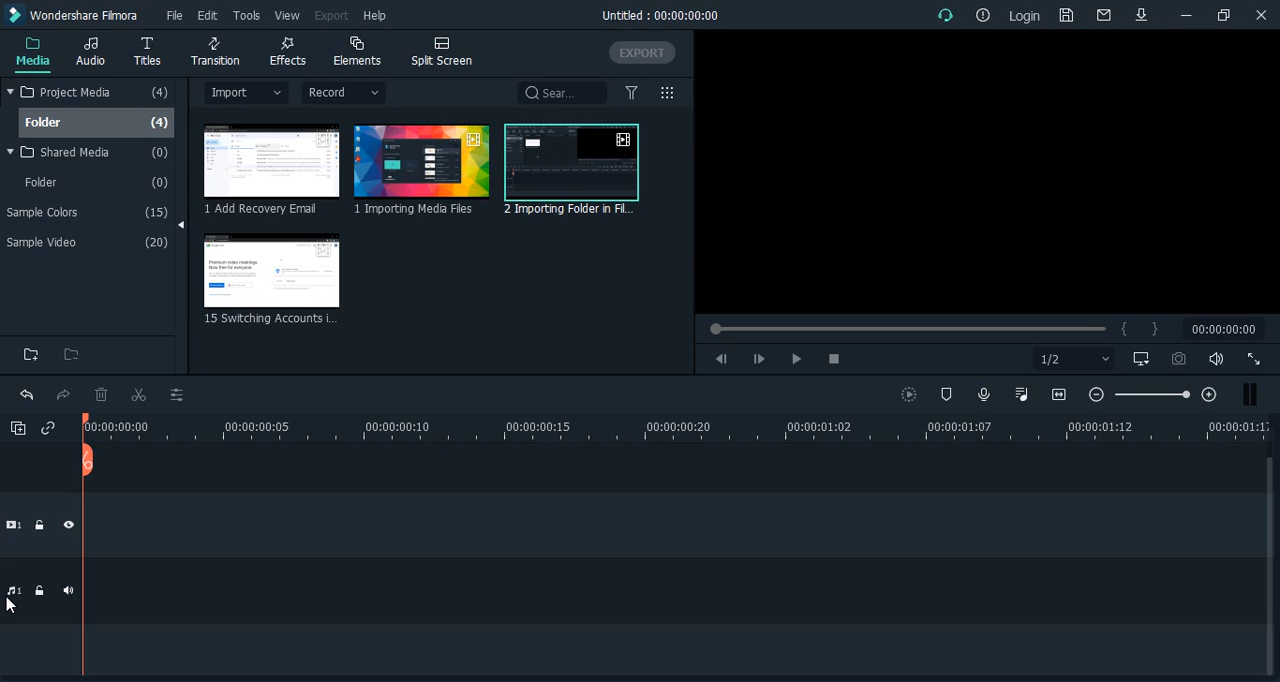 Wondershare Filmora File Edit Tools View Export Help Untitled : 00:00:00:00 Login
Media Audio Titles Transition Effects Elements Split Screen EXPORT
Project Media (4)
Folder (4)
Shared Media (0)
Folder (0)
Sample Colors (15)
Sample Video (20)
Import Record Sear...
1 Add Recovery Email 1 Importing Media Files 2 Importing Folder in Fil...
15 Switching Accounts i...
{ } 00:00:00:00
1/2
00:00:00:00 00:00:00:05 00:00:00:10 00:00:00:15 00:00:00:20 00:00:01:02 00:00:01:07 00:00:01:12 00:00:01:17
1
1